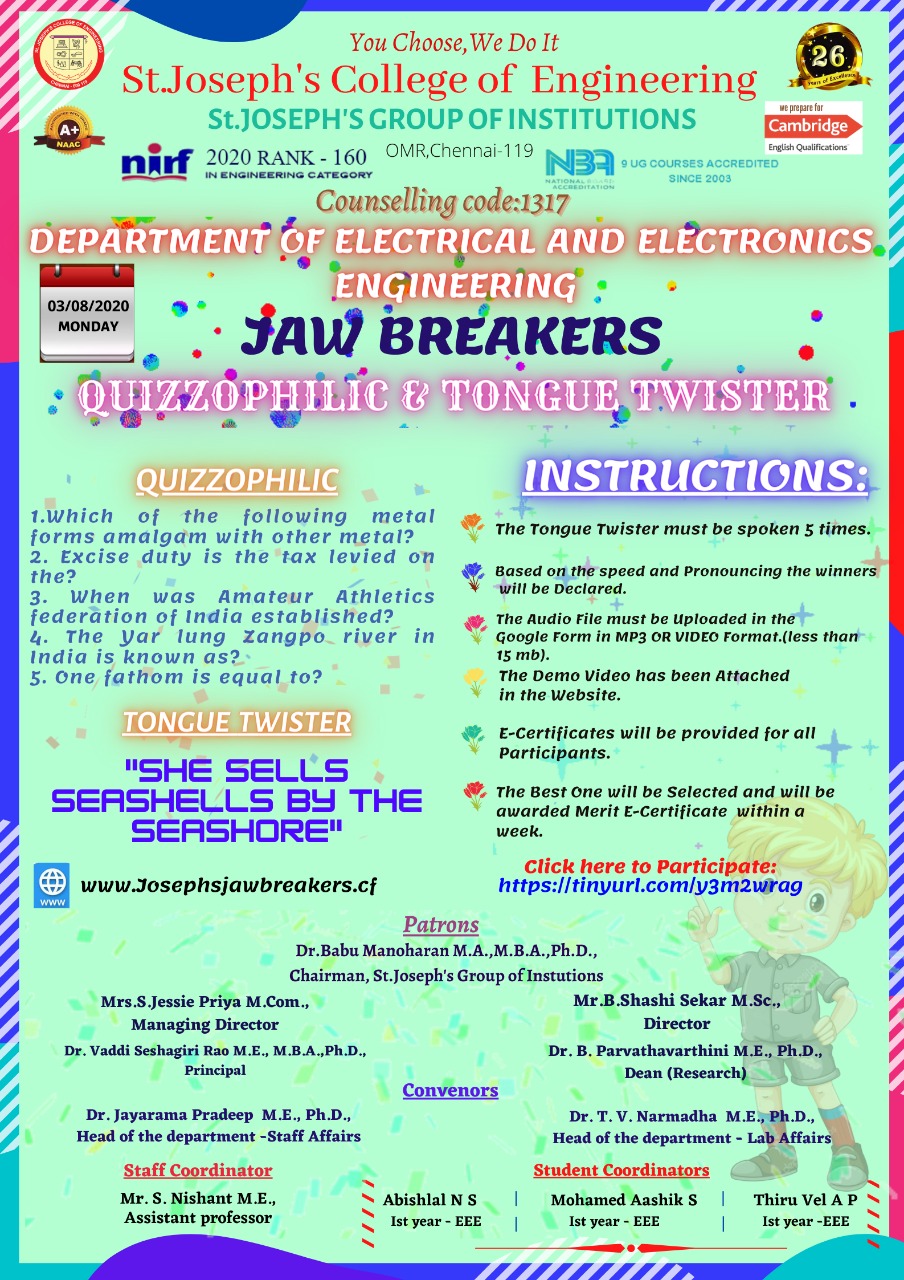 You Choose,We Do It
St.Joseph's College of Engineering
26
Years of Excellence
St.JOSEPH'S GROUP OF INSTITUTIONS
we prepare for
Cambridge
English Qualifications
A+
NAAC
nirf 2020 RANK - 160
IN ENGINEERING CATEGORY
OMR,Chennai-119
NBA
NATIONAL BOARD
ACCREDITATION
9 UG COURSES ACCREDITED
SINCE 2003
Counselling code:1317
DEPARTMENT OF ELECTRICAL AND ELECTRONICS
ENGINEERING
03/08/2020
MONDAY
JAW BREAKERS
QUIZZOPHILIC & TONGUE TWISTER
QUIZZOPHILIC
1.Which of the following metal
forms amalgam with other metal?
2. Excise duty is the tax levied on
the?
3. When was Amateur Athletics
federation of India established?
4. The Yar lung Zangpo river in
India is known as?
5. One fathom is equal to?
TONGUE TWISTER
"SHE SELLS
SEASHELLS BY THE
SEASHORE"
WWW
www.Josephsjawbreakers.cf
INSTRUCTIONS:
The Tongue Twister must be spoken 5 times.
Based on the speed and Pronouncing the winners
will be Declared.
The Audio File must be Uploaded in the
Google Form in MP3 OR VIDEO Format.(less than
15 mb).
The Demo Video has been Attached
in the Website.
E-Certificates will be provided for all
Participants.
The Best One will be Selected and will be
awarded Merit E-Certificate within a
week.
Click here to Participate:
https://tinyurl.com/y3m2wrag
Patrons
Dr.Babu Manoharan M.A.,M.B.A.,Ph.D.,
Chairman, St.Joseph's Group of Instutions
Mrs.S.Jessie Priya M.Com.,
Managing Director
Mr.B.Shashi Sekar M.Sc.,
Director
Dr. Vaddi Seshagiri Rao M.E., M.B.A.,Ph.D.,
Principal
Dr. B. Parvathavarthini M.E., Ph.D.,
Dean (Research)
Convenors
Dr. Jayarama Pradeep M.E., Ph.D.,
Head of the department -Staff Affairs
Dr. T. V. Narmadha M.E., Ph.D.,
Head of the department - Lab Affairs
Staff Coordinator
Mr. S. Nishant M.E.,
Assistant professor
Student Coordinators
Abishlal N S | Mohamed Aashik S | Thiru Vel A P
Ist year - EEE | Ist year - EEE | Ist year -EEE